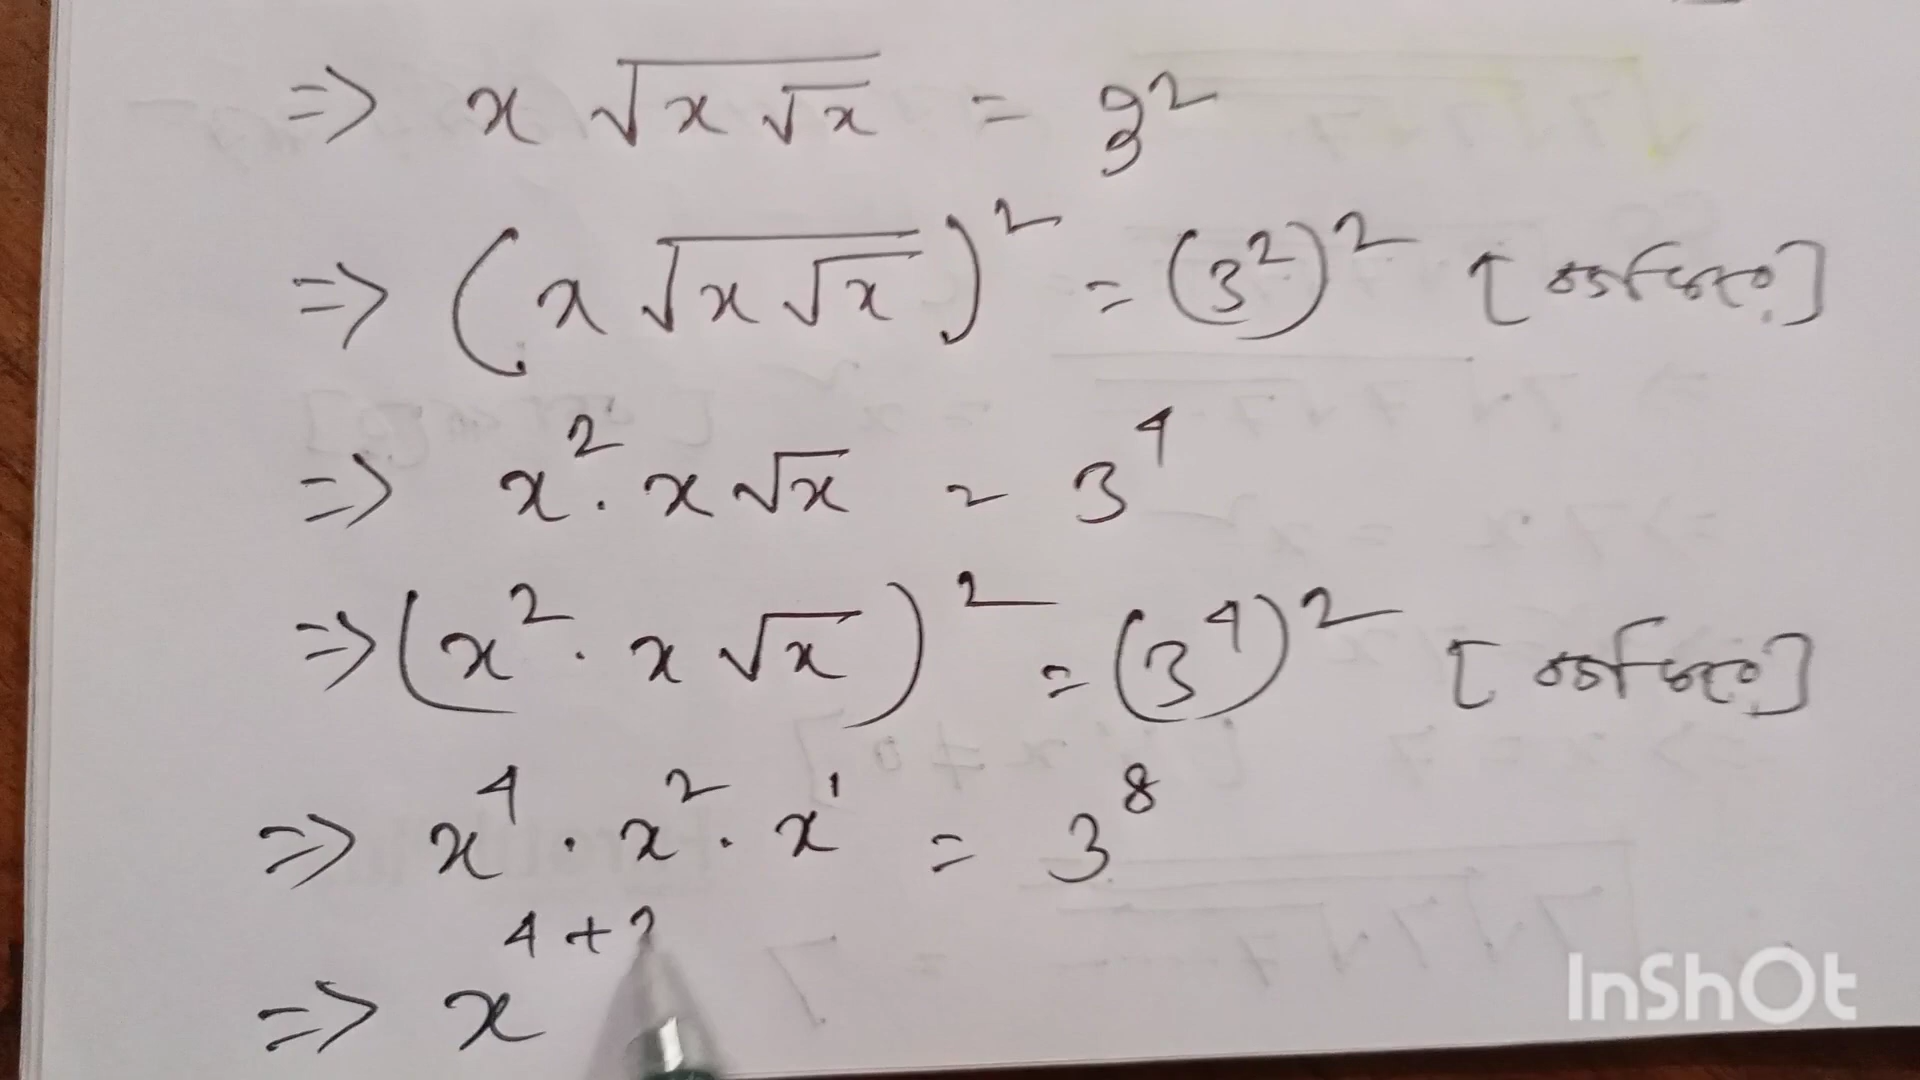 => x √(x √x) = 3²
=> (x √(x √x))² = (3²)² [বর্গ করে]
=> x² . x √x = 3⁴
=> (x² . x √x)² = (3⁴)² [বর্গ করে]
=> x⁴ . x² . x¹ = 3⁸
=> x⁴⁺²
InShOt